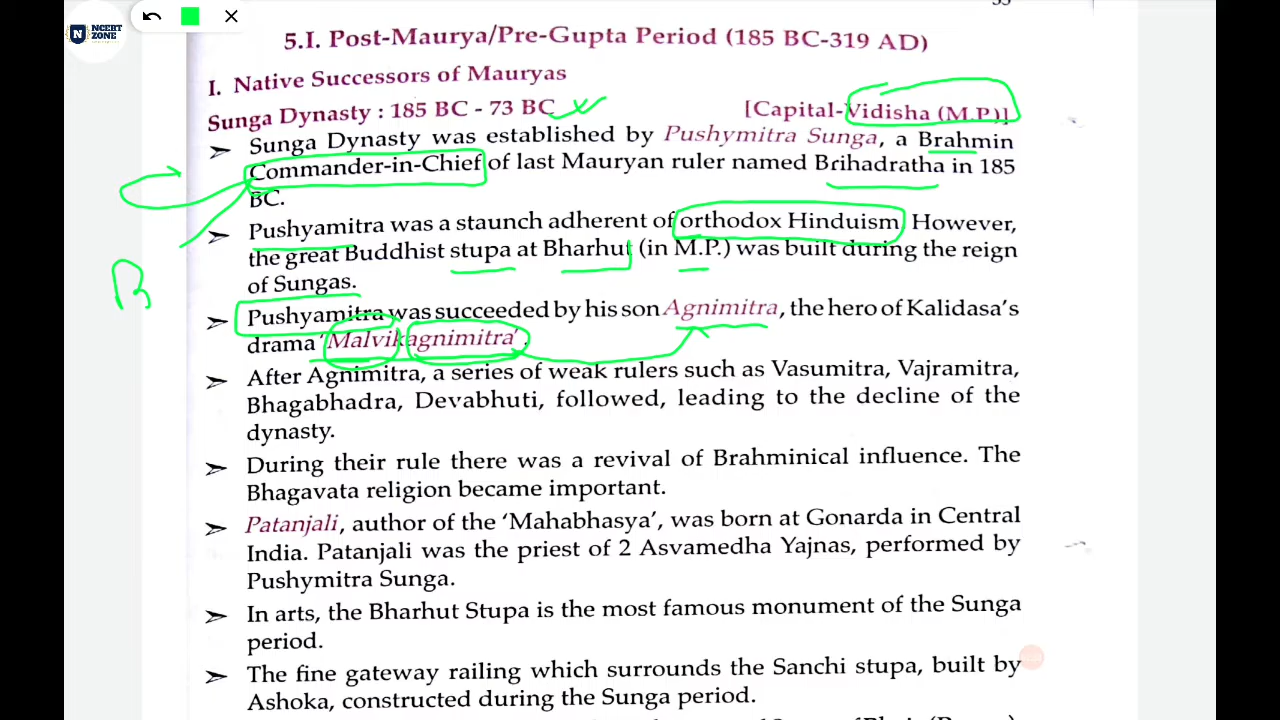 NCERT
ZONE
5.I. Post-Maurya/Pre-Gupta Period (185 BC-319 AD)
I. Native Successors of Mauryas
Sunga Dynasty : 185 BC - 73 BC [Capital-Vidisha (M.P.)]
➢ Sunga Dynasty was established by Pushymitra Sunga, a Brahmin
Commander-in-Chief of last Mauryan ruler named Brihadratha in 185
BC.
➢ Pushyamitra was a staunch adherent of orthodox Hinduism However,
the great Buddhist stupa at Bharhut (in M.P.) was built during the reign
of Sungas.
➢ Pushyamitra was succeeded by his son Agnimitra, the hero of Kalidasa's
drama 'Malvikagnimitra'.
➢ After Agnimitra, a series of weak rulers such as Vasumitra, Vajramitra,
Bhagabhadra, Devabhuti, followed, leading to the decline of the
dynasty.
➢ During their rule there was a revival of Brahminical influence. The
Bhagavata religion became important.
➢ Patanjali, author of the 'Mahabhasya', was born at Gonarda in Central
India. Patanjali was the priest of 2 Asvamedha Yajnas, performed by
Pushymitra Sunga.
➢ In arts, the Bharhut Stupa is the most famous monument of the Sunga
period.
➢ The fine gateway railing which surrounds the Sanchi stupa, built by
Ashoka, constructed during the Sunga period.